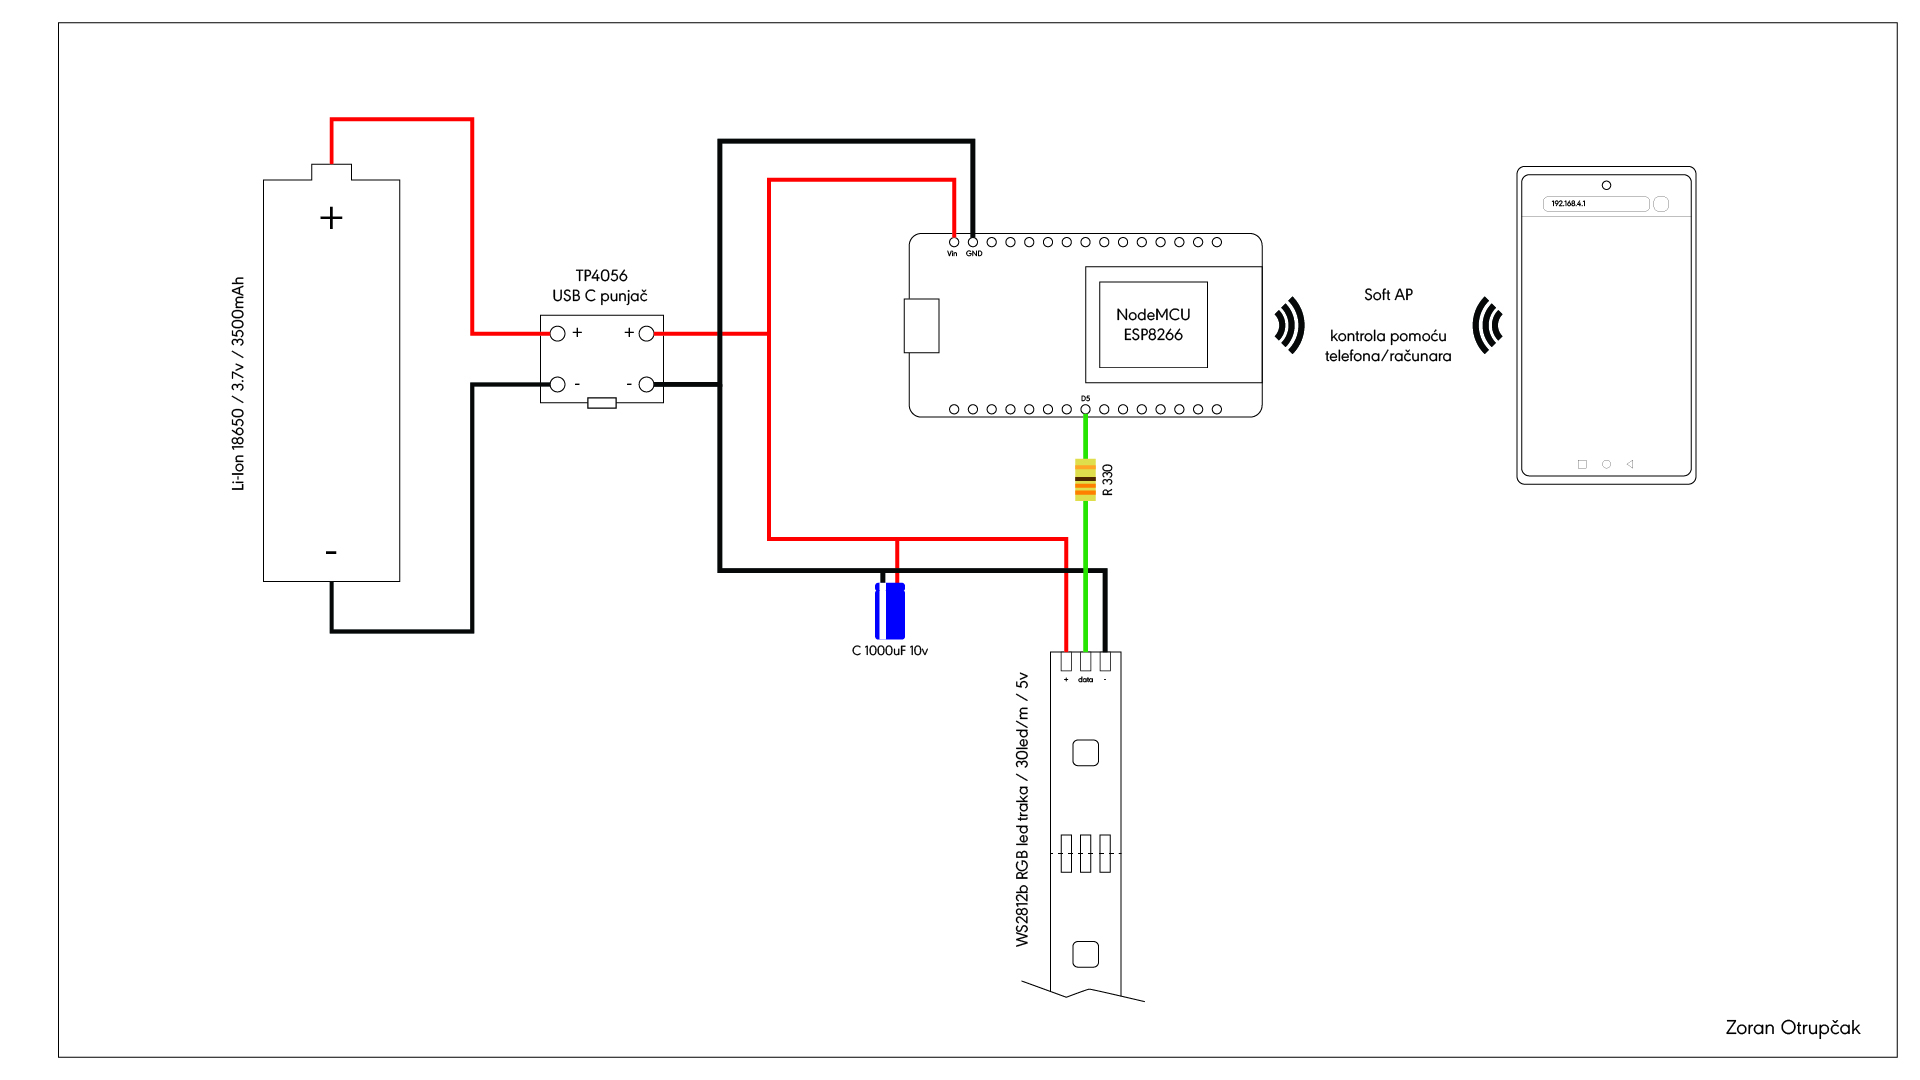 Li-Ion 18650 / 3.7v / 3500mAh
+
-
TP4056
USB C punjač
+ +
- -
Vin GND
NodeMCU
ESP8266
D5
R 330
Soft AP
kontrola pomoću
telefona/računara
192.168.4.1
C 1000uF 10v
WS2812b RGB led traka / 30led/m / 5v
+ data -
Zoran Otrupčak